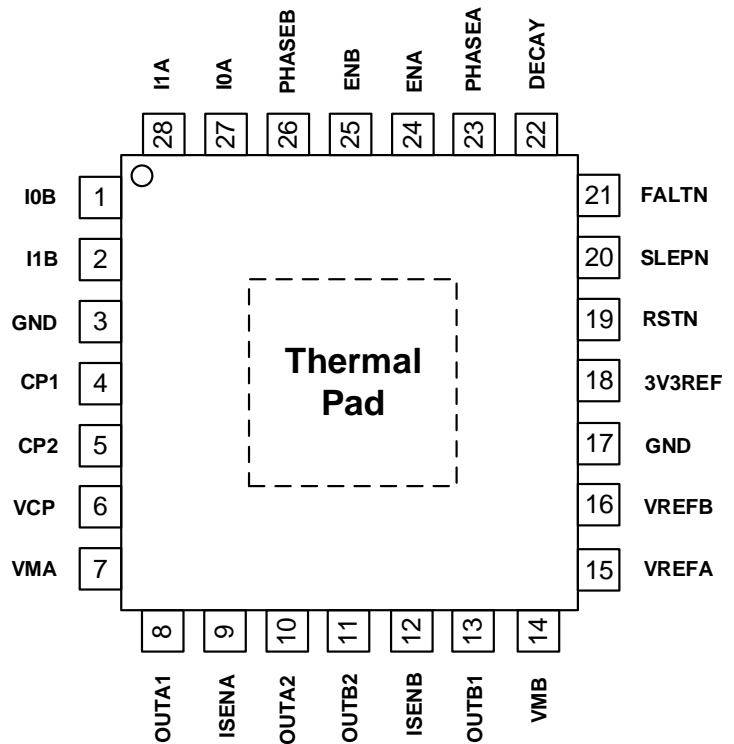 I1A
I0A
PHASEB
ENB
ENA
PHASEA
DECAY
28
27
26
25
24
23
22
I0B
1
21
FALTN
I1B
2
20
SLEPN
GND
3
19
RSTN
CP1
4
18
3V3REF
CP2
5
17
GND
VCP
6
16
VREFB
VMA
7
15
VREFA
Thermal
Pad
8
9
10
11
12
13
14
OUTA1
ISENA
OUTA2
OUTB2
ISENB
OUTB1
VMB